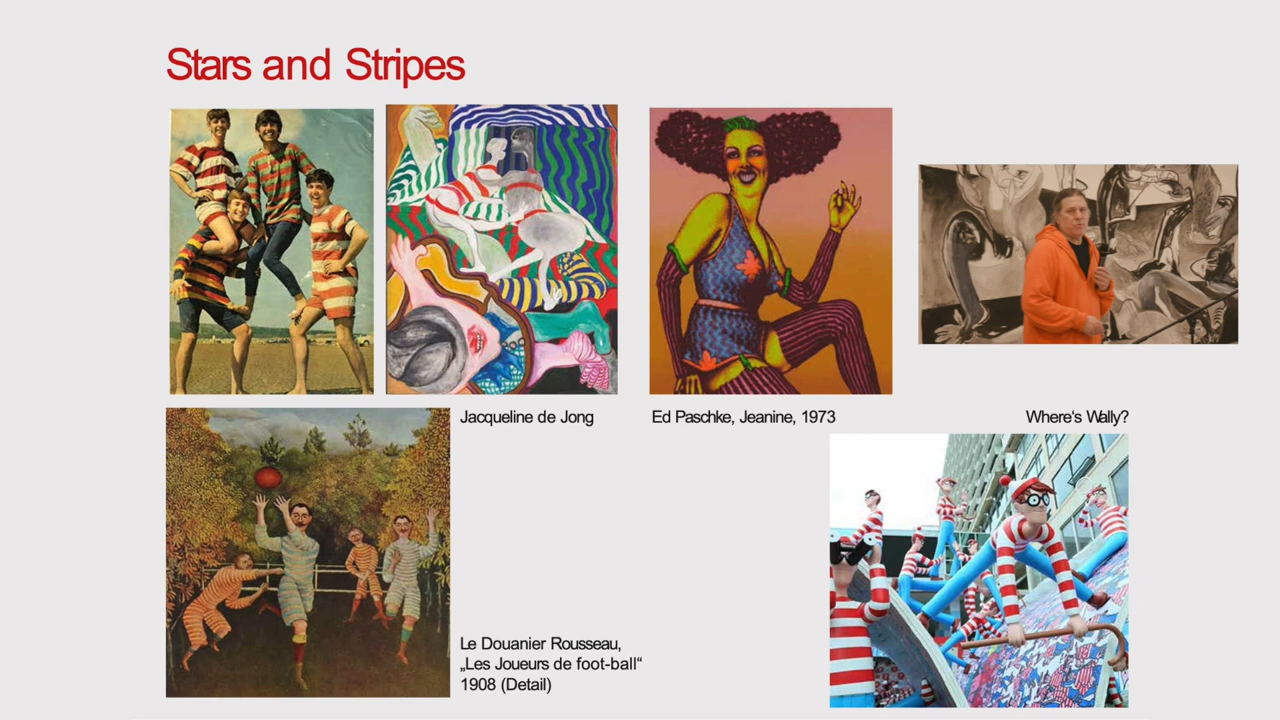 Stars and Stripes
Jacqueline de Jong
Ed Paschke, Jeanine, 1973
Where‘s Wally?
Le Douanier Rousseau,
„Les Joueurs de foot-ball“
1908 (Detail)